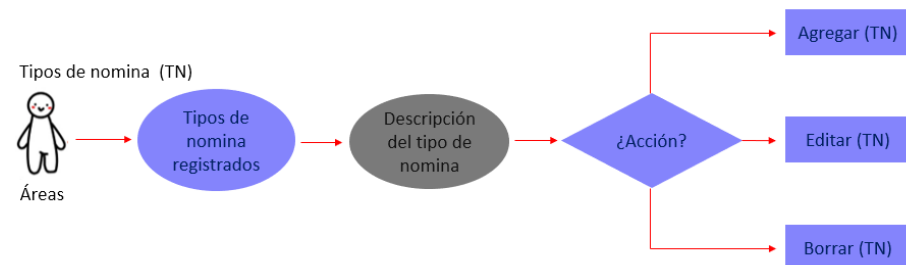 Tipos de nomina  (TN)
Áreas
Tipos de
nomina
registrados
Descripción
del tipo de
nomina
¿Acción?
Agregar (TN)
Editar (TN)
Borrar (TN)